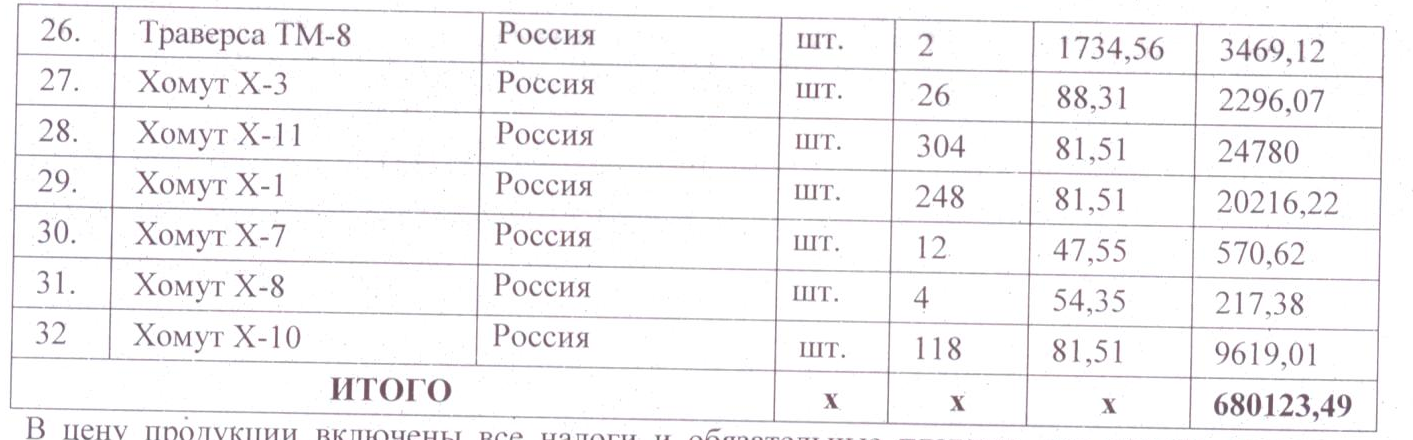 26. Траверса ТМ-8 Россия шт. 2 1734,56 3469,12
27. Хомут Х-3 Россия шт. 26 88,31 2296,07
28. Хомут Х-11 Россия шт. 304 81,51 24780
29. Хомут Х-1 Россия шт. 248 81,51 20216,22
30. Хомут Х-7 Россия шт. 12 47,55 570,62
31. Хомут Х-8 Россия шт. 4 54,35 217,38
32 Хомут Х-10 Россия шт. 118 81,51 9619,01
ИТОГО х х х 680123,49
В цену продукции включены все налоги и обязательные